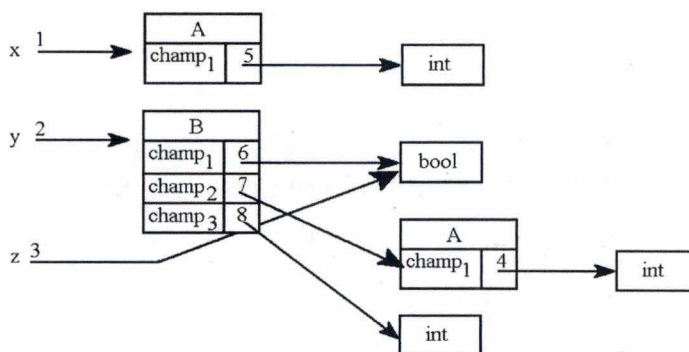 A
x 1 champ1 5 int
y 2 B
champ1 6 bool
champ2 7
champ3 8
z 3 A
champ1 4 int
int